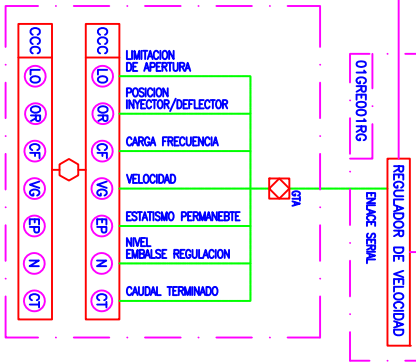 CCC
LO
OR
CF
VG
EP
N
CT
CCC
LO
OR
CF
VG
EP
N
CT
LIMITACION
DE APERTURA
POSICION
INYECTOR/DEFLECTOR
CARGA FRECUENCIA
VELOCIDAD
ESTATISMO PERMANEBTE
NIVEL
EMBALSE REGULACION
CAUDAL TERMINADO
GTA
01GRE001RG
ENLACE SERIAL
REGULADOR DE VELOCIDAD